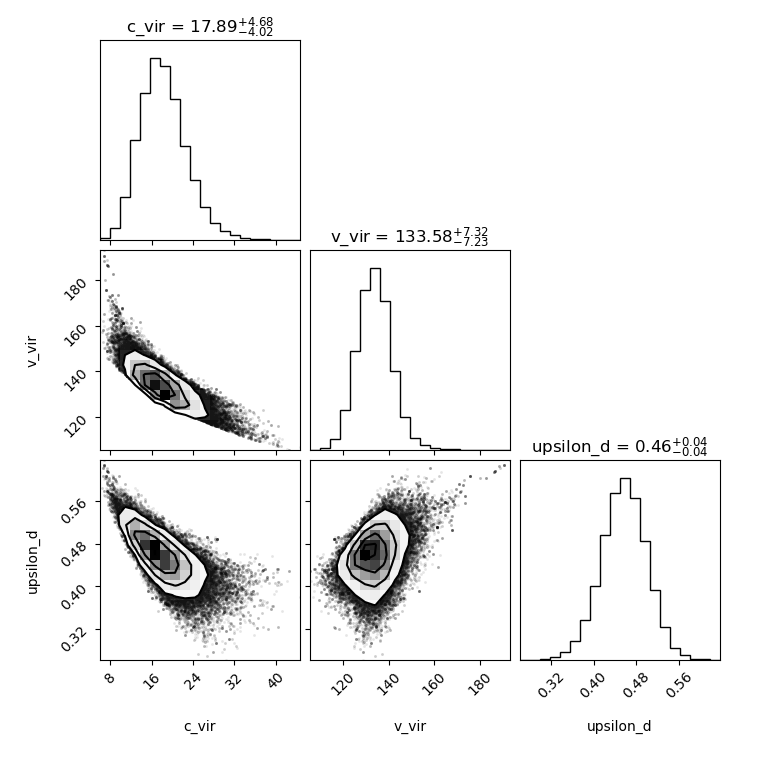 c_vir = 17.89+4.68−4.02
v_vir = 133.58+7.32−7.23
180
160
140
120
v_vir
upsilon_d = 0.46+0.04−0.04
0.56
0.48
0.40
0.32
upsilon_d
8 16 24 32 40
120 140 160 180
0.32 0.40 0.48 0.56
c_vir
v_vir
upsilon_d